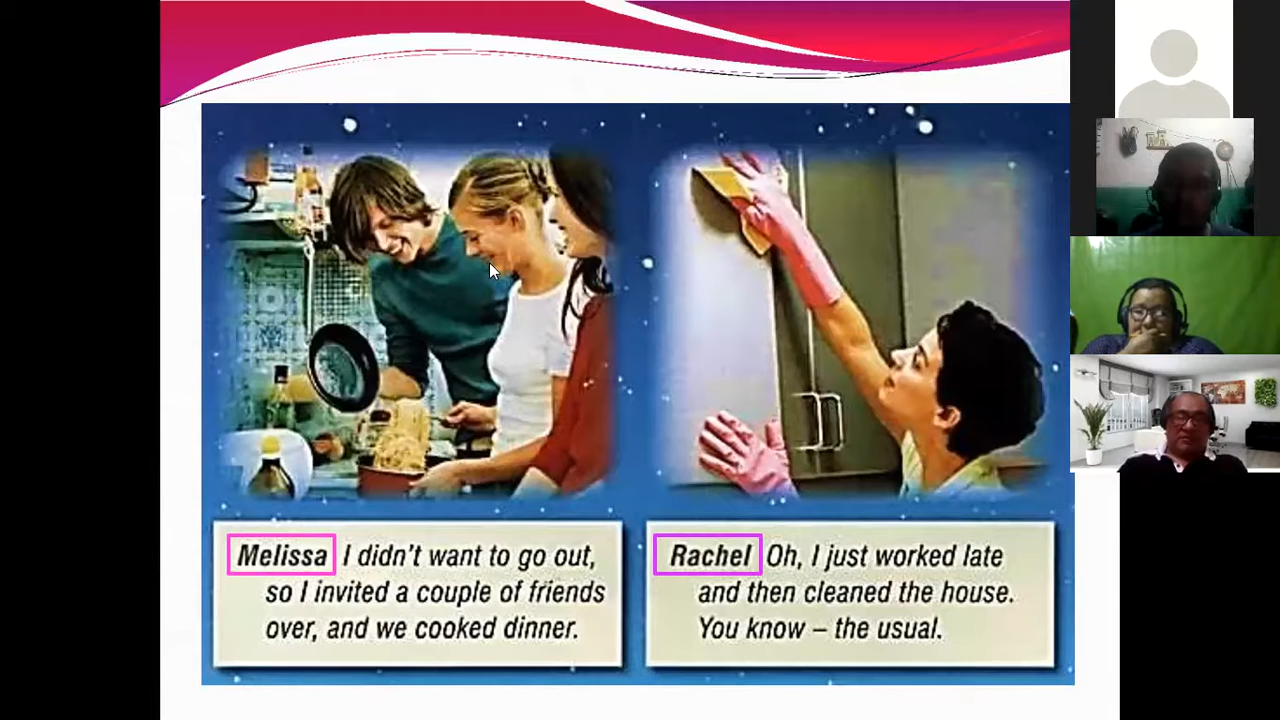 Melissa I didn't want to go out,
so I invited a couple of friends
over, and we cooked dinner.
Rachel Oh, I just worked late
and then cleaned the house.
You know – the usual.